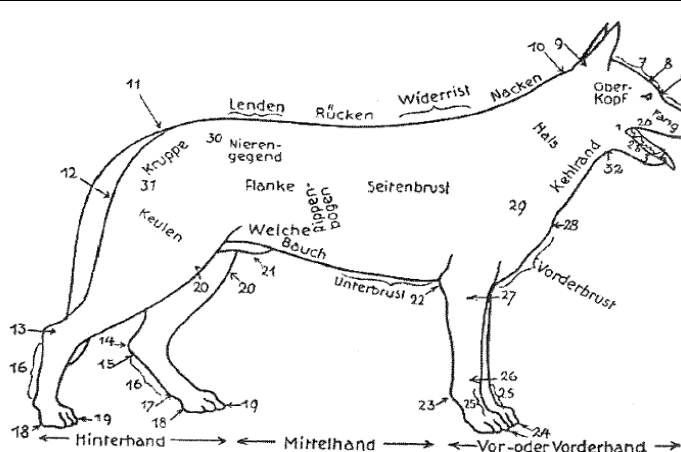 9
10
7
8
11
Lenden
Rücken
Widerrist
Nacken
Ober-
Kopf
Fang
30
Nieren-
gegend
Kruppe
31
12
Keulen
Flanke
Rippen-
bogen
Seitenbrust
Hals
Kehlrand
32
29
28
Welche
Bauch
Unterbrust
Vorderbrust
20
20
21
22
27
13
14
15
16
16
17
18
19
18
19
23
26
25
25
24
Hinterhand
Mittelhand
Vor-oder Vorderhand